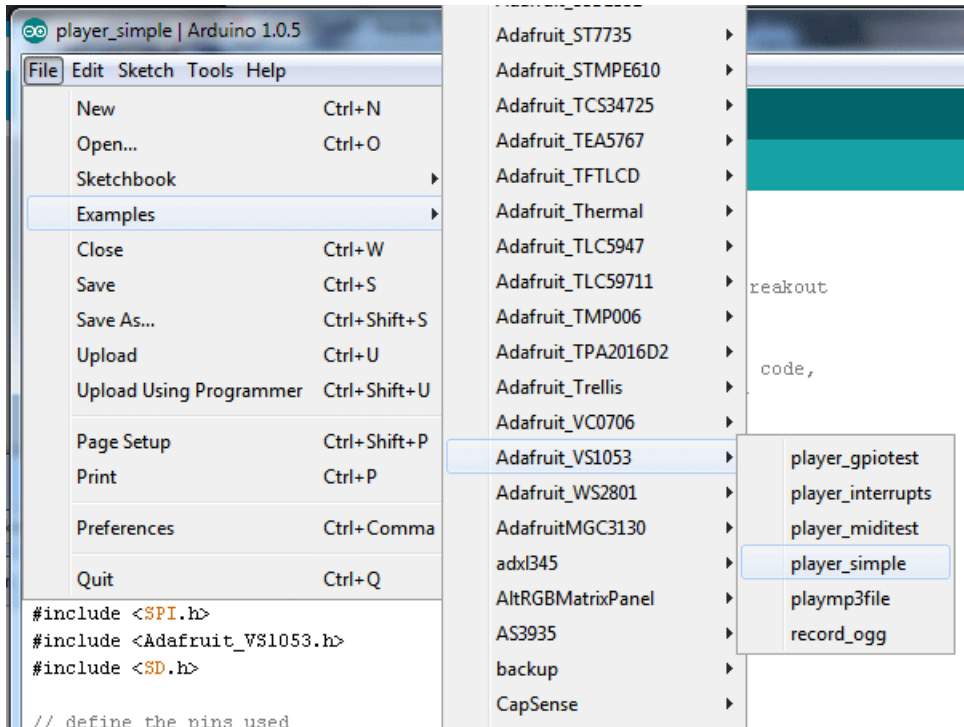 player_simple | Arduino 1.0.5
File Edit Sketch Tools Help
New Ctrl+N
Open... Ctrl+O
Sketchbook
Examples
Close Ctrl+W
Save Ctrl+S
Save As... Ctrl+Shift+S
Upload Ctrl+U
Upload Using Programmer Ctrl+Shift+U
Page Setup Ctrl+Shift+P
Print Ctrl+P
Preferences Ctrl+Comma
Quit Ctrl+Q
Adafruit_ST7735
Adafruit_STMPE610
Adafruit_TCS34725
Adafruit_TEA5767
Adafruit_TFTLCD
Adafruit_Thermal
Adafruit_TLC5947
Adafruit_TLC59711
Adafruit_TMP006
Adafruit_TPA2016D2
Adafruit_Trellis
Adafruit_VC0706
Adafruit_VS1053
Adafruit_WS2801
AdafruitMGC3130
adxl345
AltRGBMatrixPanel
AS3935
backup
CapSense
player_gpiotest
player_interrupts
player_miditest
player_simple
playmp3file
record_ogg
reakout
code,
#include <SPI.h>
#include <Adafruit_VS1053.h>
#include <SD.h>
// define the pins used